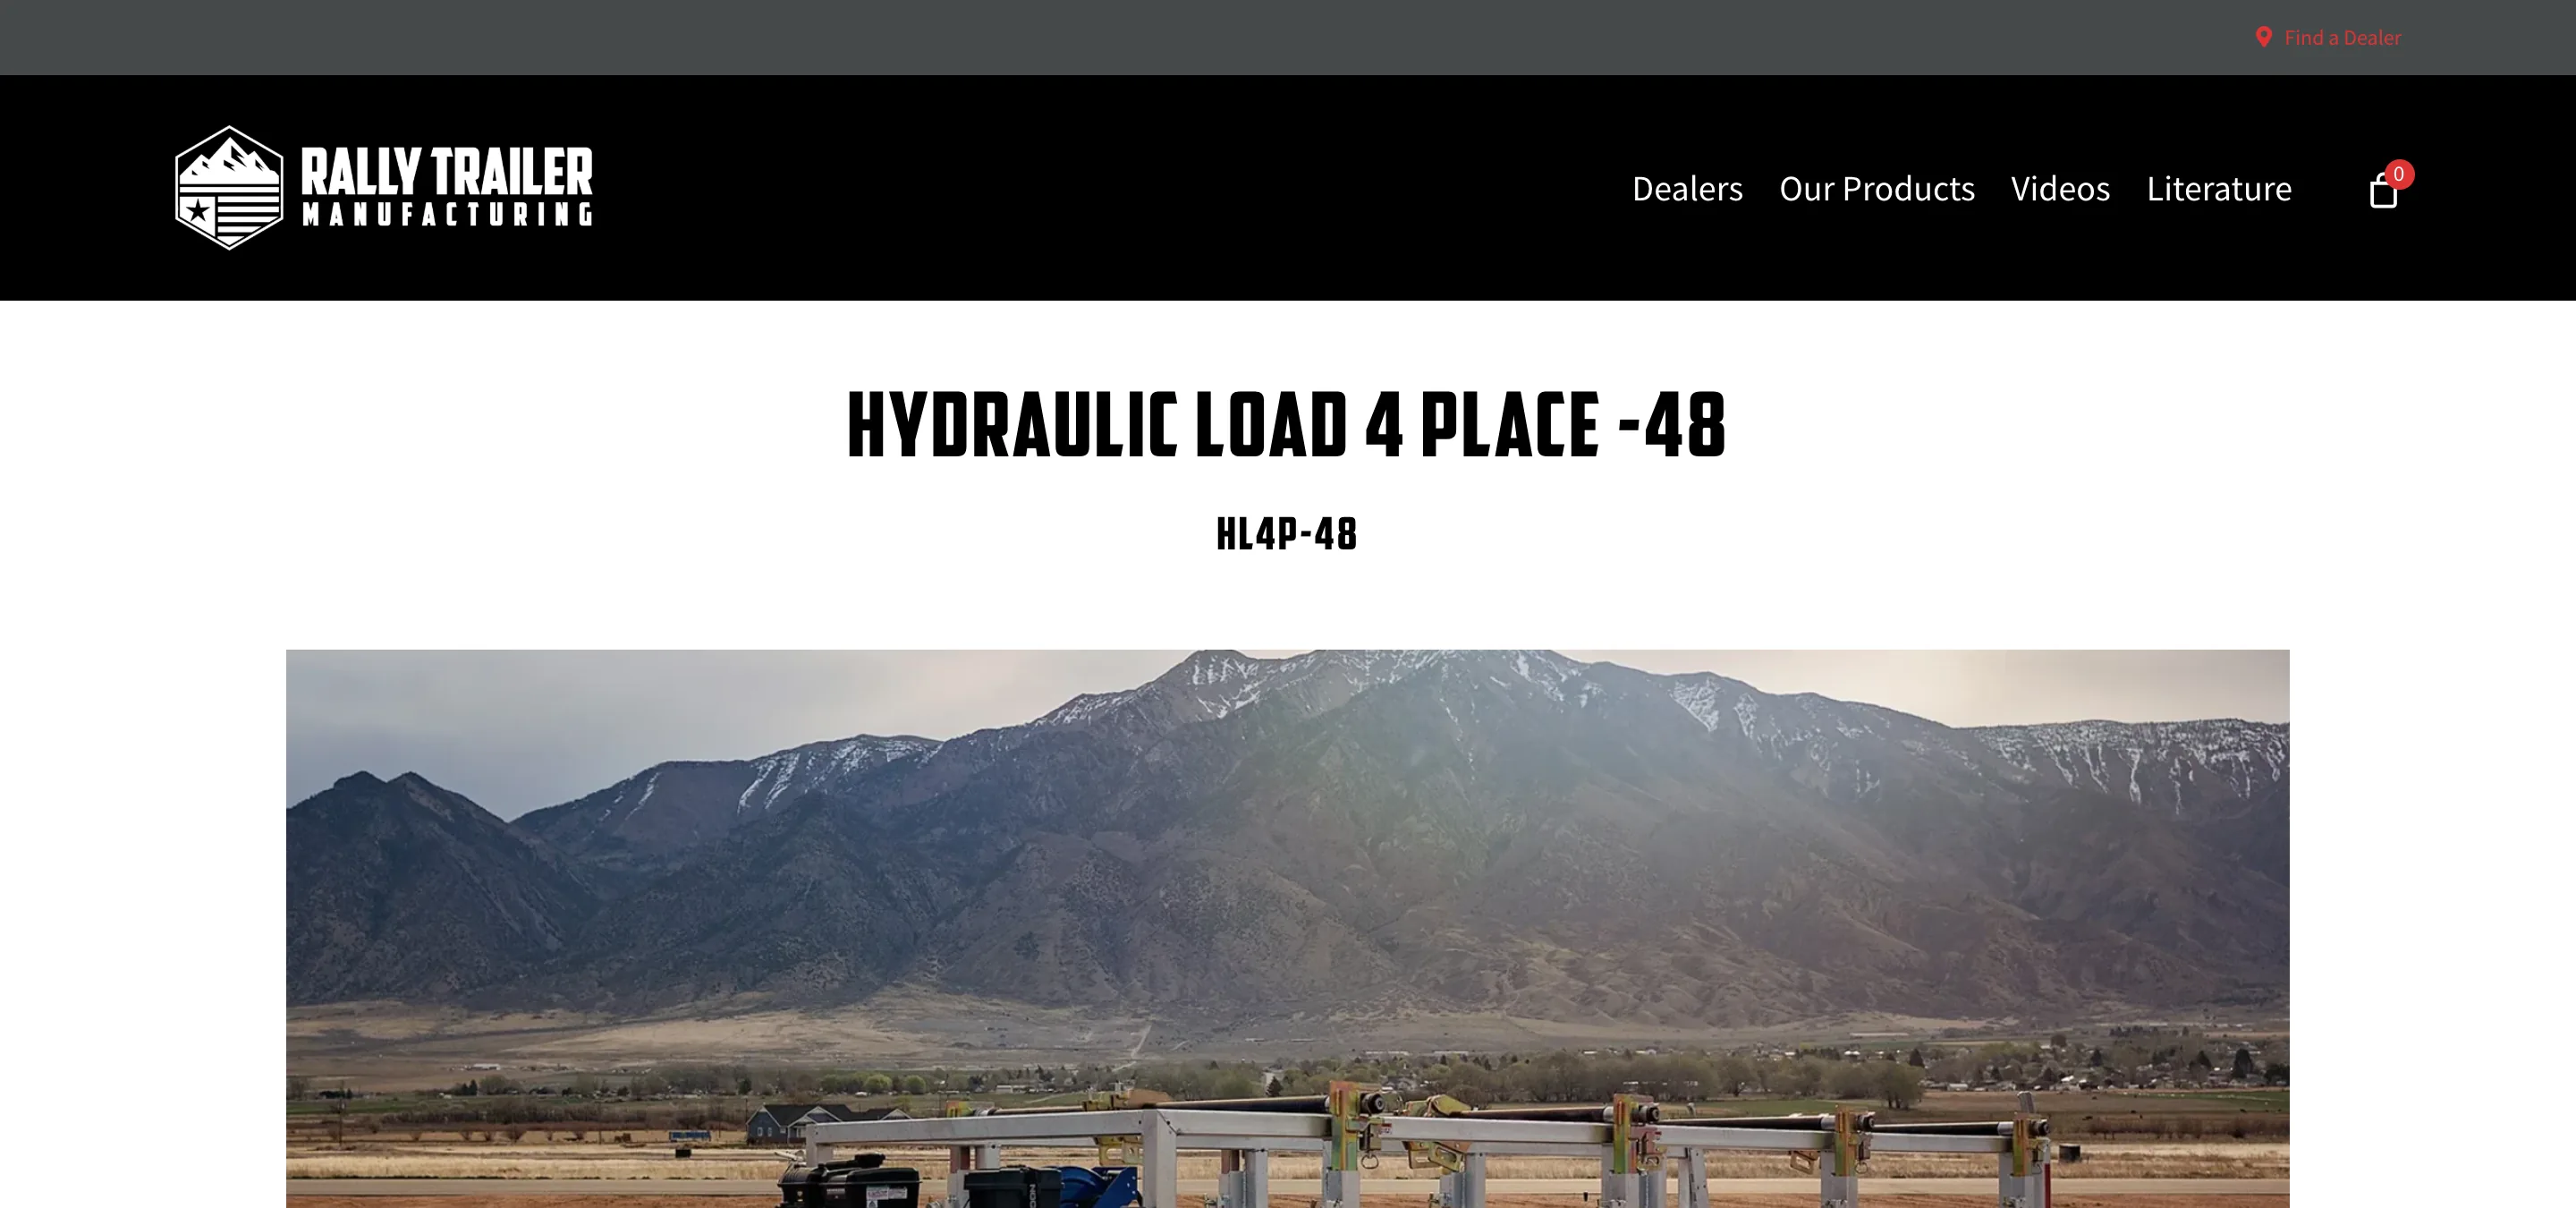 Find a Dealer
RALLY TRAILER
MANUFACTURING
Dealers Our Products Videos Literature
0
HYDRAULIC LOAD 4 PLACE -48
HL4P-48